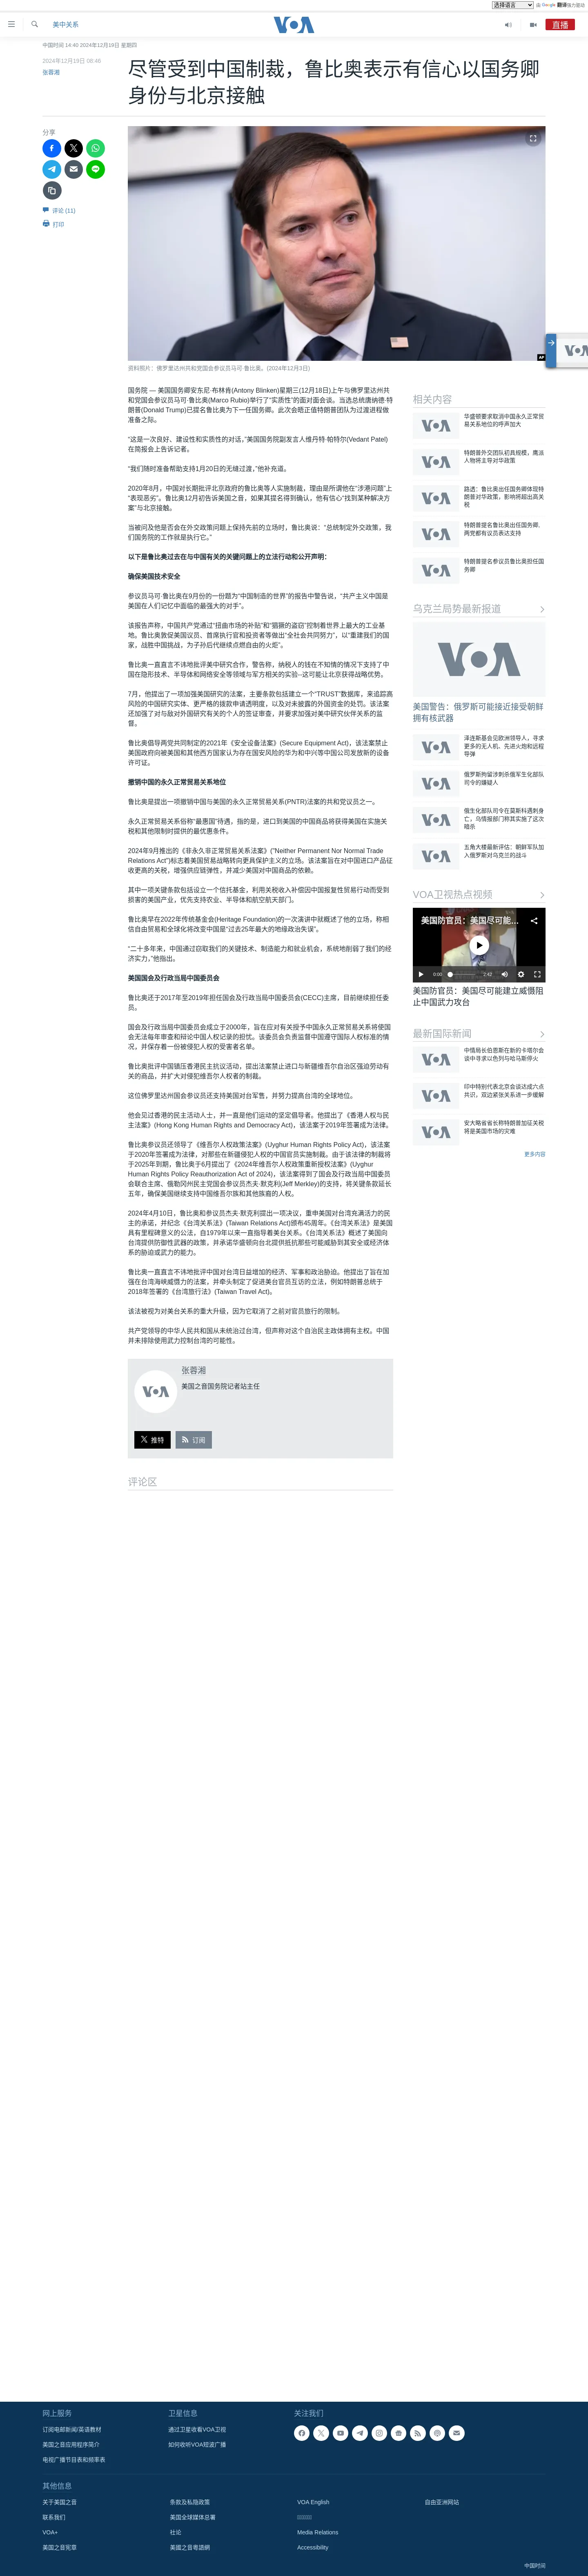 选择语言
由 Google 翻译强力驱动
美中关系
VOA
直播
中国时间 14:40 2024年12月19日 星期四
2024年12月19日 08:46
张蓉湘
尽管受到中国制裁，鲁比奥表示有信心以国务卿
身份与北京接触
分享
评论 (11)
打印
AP
资料照片：佛罗里达州共和党国会参议员马可·鲁比奥。(2024年12月3日)
国务院 — 美国国务卿安东尼·布林肯(Antony Blinken)星期三(12月18日)上午与佛罗里达州共
和党国会参议员马可·鲁比奥(Marco Rubio)举行了“实质性”的面对面会谈。当选总统唐纳德·特
朗普(Donald Trump)已提名鲁比奥为下一任国务卿。此次会晤正值特朗普团队为过渡进程做
准备之际。
“这是一次良好、建设性和实质性的对话，”美国国务院副发言人维丹特·帕特尔(Vedant Patel)
在简报会上告诉记者。
“我们随时准备帮助支持1月20日的无缝过渡，”他补充道。
2020年8月，中国对长期批评北京政府的鲁比奥等人实施制裁，理由是所谓他在“涉港问题”上
“表现恶劣”。鲁比奥12月初告诉美国之音，如果其提名得到确认，他有信心“找到某种解决方
案”与北京接触。
当被问及他是否会在外交政策问题上保持先前的立场时，鲁比奥说：“总统制定外交政策，我
们国务院的工作就是执行它。”
以下是鲁比奥过去在与中国有关的关键问题上的立法行动和公开声明：
确保美国技术安全
参议员马可·鲁比奥在9月份的一份题为“中国制造的世界”的报告中警告说，“共产主义中国是
美国在人们记忆中面临的最强大的对手”。
该报告声称，中国共产党通过“扭曲市场的补贴”和“猖獗的盗窃”控制着世界上最大的工业基
地。鲁比奥敦促美国议员、首席执行官和投资者等做出“全社会共同努力”，以“重建我们的国
家，战胜中国挑战，为子孙后代继续点燃自由的火炬”。
鲁比奥一直直言不讳地批评美中研究合作，警告称，纳税人的钱在不知情的情况下支持了中
国在隐形技术、半导体和网络安全等领域与军方相关的实验--这可能让北京获得战略优势。
7月，他提出了一项加强美国研究的法案，主要条款包括建立一个“TRUST”数据库，来追踪高
风险的中国研究实体、更严格的拨款申请透明度，以及对未披露的外国资金的处罚。该法案
还加强了对与敌对外国研究有关的个人的签证审查，并要求加强对美中研究伙伴关系的监
督。
鲁比奥倡导两党共同制定的2021年《安全设备法案》(Secure Equipment Act)，该法案禁止
美国政府向被美国和其他西方国家认为存在国家安全风险的华为和中兴等中国公司发放新的设备
许可证。
撤销中国的永久正常贸易关系地位
鲁比奥是提出一项撤销中国与美国的永久正常贸易关系(PNTR)法案的共和党议员之一。
永久正常贸易关系俗称“最惠国”待遇，指的是，进口到美国的中国商品将获得美国在实施关
税和其他限制时提供的最优惠条件。
2024年9月推出的《非永久非正常贸易关系法案》(“Neither Permanent Nor Normal Trade
Relations Act”)标志着美国贸易战略转向更具保护主义的立场。该法案旨在对中国进口产品征
收更高的关税，增强供应链弹性，并减少美国对中国商品的依赖。
其中一项关键条款包括设立一个信托基金，利用关税收入补偿因中国报复性贸易行动而受到
损害的美国产业，优先支持农业、半导体和航空航天部门。
鲁比奥早在2022年传统基金会(Heritage Foundation)的一次演讲中就概述了他的立场，称相
信自由贸易和全球化将改变中国是“过去25年最大的地缘政治失误”。
“二十多年来，中国通过窃取我们的关键技术、制造能力和就业机会，系统地削弱了我们的经
济实力，”他指出。
美国国会及行政当局中国委员会
鲁比奥还于2017年至2019年担任国会及行政当局中国委员会(CECC)主席，目前继续担任委
员。
国会及行政当局中国委员会成立于2000年，旨在应对有关授予中国永久正常贸易关系将使国
会无法每年审查和辩论中国人权记录的担忧。该委员会负责监督中国遵守国际人权标准的情
况，并保存着一份被侵犯人权的受害者名单。
鲁比奥批评中国镇压香港民主抗议活动，提出法案禁止进口与新疆维吾尔自治区强迫劳动有
关的商品，并扩大对侵犯维吾尔人权者的制裁。
这位佛罗里达州国会参议员还支持美国对台军售，并努力提高台湾的全球地位。
他会见过香港的民主活动人士，并一直是他们运动的坚定倡导者。他提出了《香港人权与民
主法案》(Hong Kong Human Rights and Democracy Act)，该法案于2019年签署成为法律。
鲁比奥参议员还领导了《维吾尔人权政策法案》(Uyghur Human Rights Policy Act)，该法案
于2020年签署成为法律，对那些在新疆侵犯人权的中国官员实施制裁。由于该法律的制裁将
于2025年到期，鲁比奥于6月提出了《2024年维吾尔人权政策重新授权法案》(Uyghur
Human Rights Policy Reauthorization Act of 2024)，该法案得到了国会及行政当局中国委员
会联合主席、俄勒冈州民主党国会参议员杰夫·默克利(Jeff Merkley)的支持，将关键条款延长
五年，确保美国继续支持中国维吾尔族和其他族裔的人权。
2024年4月10日，鲁比奥和参议员杰夫·默克利提出一项决议，重申美国对台湾充满活力的民
主的承诺，并纪念《台湾关系法》(Taiwan Relations Act)颁布45周年。《台湾关系法》是美国
具有里程碑意义的公法，自1979年以来一直指导着美台关系。《台湾关系法》概述了美国向
台湾提供防御性武器的政策，并承诺华盛顿向台北提供抵抗那些可能威胁到其安全或经济体
系的胁迫或武力的能力。
鲁比奥一直直言不讳地批评中国对台湾日益增加的经济、军事和政治胁迫。他提出了旨在加
强在台湾海峡威慑力的法案，并牵头制定了促进美台官员互访的立法，例如特朗普总统于
2018年签署的《台湾旅行法》(Taiwan Travel Act)。
该法被视为对美台关系的重大升级，因为它取消了之前对官员旅行的限制。
共产党领导的中华人民共和国从未统治过台湾，但声称对这个自治民主政体拥有主权。中国
并未排除使用武力控制台湾的可能性。
VOA
张蓉湘
美国之音国务院记者站主任
推特
订阅
评论区
相关内容
VOA
华盛顿要求取消中国永久正常贸
易关系地位的呼声加大
VOA
特朗普外交团队初具规模，鹰派
人物将主导对华政策
VOA
路透：鲁比奥出任国务卿体现特
朗普对华政策，影响将超出高关
税
VOA
特朗普提名鲁比奥出任国务卿,
两党都有议员表达支持
VOA
特朗普提名参议员鲁比奥担任国
务卿
乌克兰局势最新报道
VOA
美国警告：俄罗斯可能接近接受朝鲜
拥有核武器
VOA
泽连斯基会见欧洲领导人，寻求
更多的无人机、先进火炮和远程
导弹
VOA
俄罗斯拘留涉刺杀俄军生化部队
司令的嫌疑人
VOA
俄生化部队司令在莫斯科遇刺身
亡，乌情报部门称其实施了这次
暗杀
VOA
五角大楼最新评估：朝鲜军队加
入俄罗斯对乌克兰的战斗
VOA卫视热点视频
美国防官员：美国尽可能...
0:00
2:42
美国防官员：美国尽可能建立威慑阻
止中国武力攻台
最新国际新闻
VOA
中情局长伯恩斯在新的卡塔尔会
谈中寻求以色列与哈马斯停火
VOA
印中特别代表北京会谈达成六点
共识，双边紧张关系进一步缓解
VOA
安大略省省长称特朗普加征关税
将是美国市场的灾难
更多内容
网上服务
订阅电邮新闻/英语教材
美国之音应用程序简介
电视广播节目表和频率表
卫星信息
通过卫星收看VOA卫视
如何收听VOA短波广播
关注我们
其他信息
关于美国之音
联系我们
VOA+
美国之音宪章
条款及私隐政策
美国全球媒体总署
社论
美國之音粵語網
VOA English
Media Relations
Accessibility
自由亚洲网站
中国时间